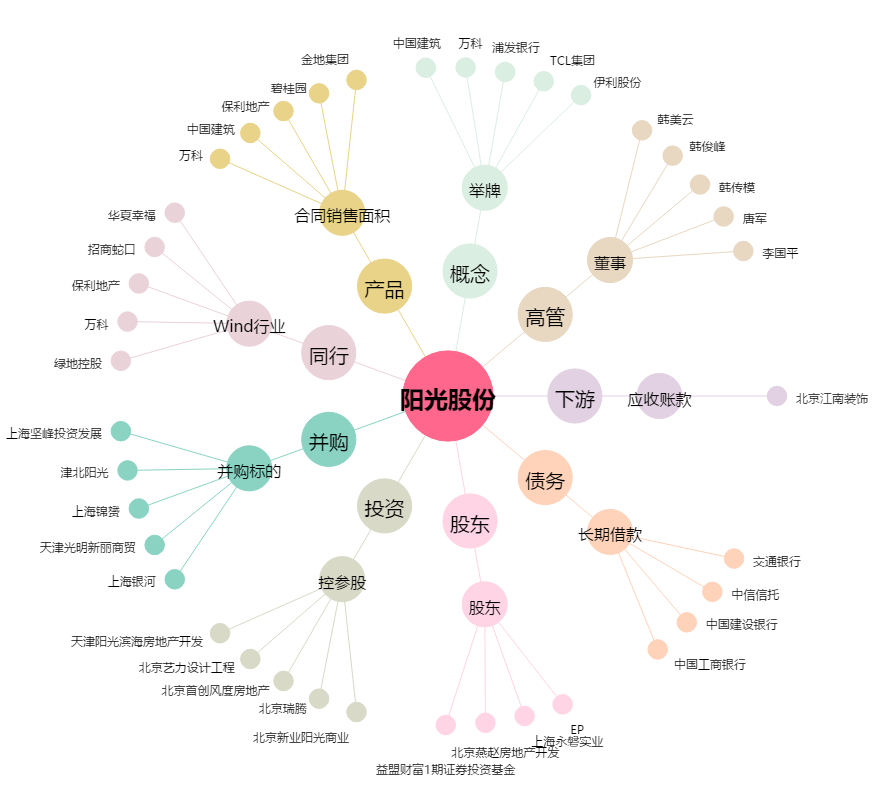 中国建筑
万科
浦发银行
TCL集团
伊利股份
举牌
概念
金地集团
碧桂园
保利地产
中国建筑
万科
合同销售面积
产品
韩美云
韩俊峰
韩传模
唐军
李国平
董事
高管
华夏幸福
招商蛇口
保利地产
万科
绿地控股
Wind行业
同行
阳光股份
下游
应收账款
北京江南装饰
上海坚峰投资发展
津北阳光
上海锦赟
天津光明新丽商贸
上海银河
并购标的
并购
债务
长期借款
交通银行
中信信托
中国建设银行
中国工商银行
投资
控参股
天津阳光滨海房地产开发
北京艺力设计工程
北京首创风度房地产
北京瑞腾
北京新业阳光商业
股东
股东
EP
上海永磐实业
北京燕赵房地产开发
益盟财富1期证券投资基金